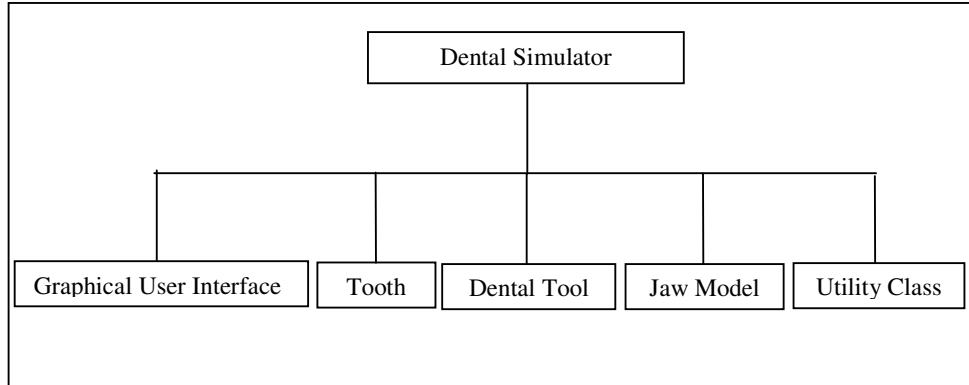 Dental Simulator
Graphical User Interface
Tooth
Dental Tool
Jaw Model
Utility Class